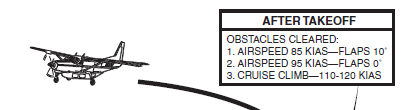 AFTER TAKEOFF
OBSTACLES CLEARED:
1. AIRSPEED 85 KIAS—FLAPS 10°
2. AIRSPEED 95 KIAS—FLAPS 0°
3. CRUISE CLIMB—110-120 KIAS